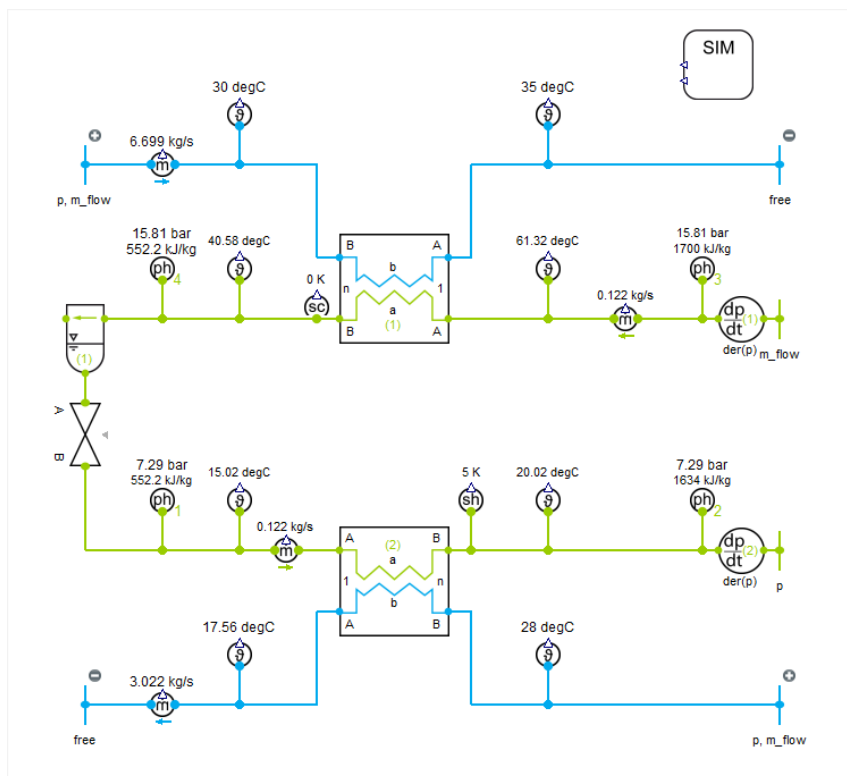 SIM
30 degC
35 degC
ϑ
ϑ
6.699 kg/s
m
p, m_flow
free
15.81 bar
552.2 kJ/kg
40.58 degC
61.32 degC
15.81 bar
1700 kJ/kg
B
A
b
ph
4
ϑ
0 K
sc
n
1
ϑ
0.122 kg/s
m
ph
3
a
B
(1)
A
dp
dt
(1)
der(p)
m_flow
(1)
A
B
7.29 bar
552.2 kJ/kg
15.02 degC
5 K
20.02 degC
7.29 bar
1634 kJ/kg
ph
1
ϑ
0.122 kg/s
m
sh
ϑ
ph
2
A
(2)
B
a
1
n
b
A
B
dp
dt
(2)
der(p)
p
17.56 degC
28 degC
ϑ
ϑ
3.022 kg/s
m
free
p, m_flow